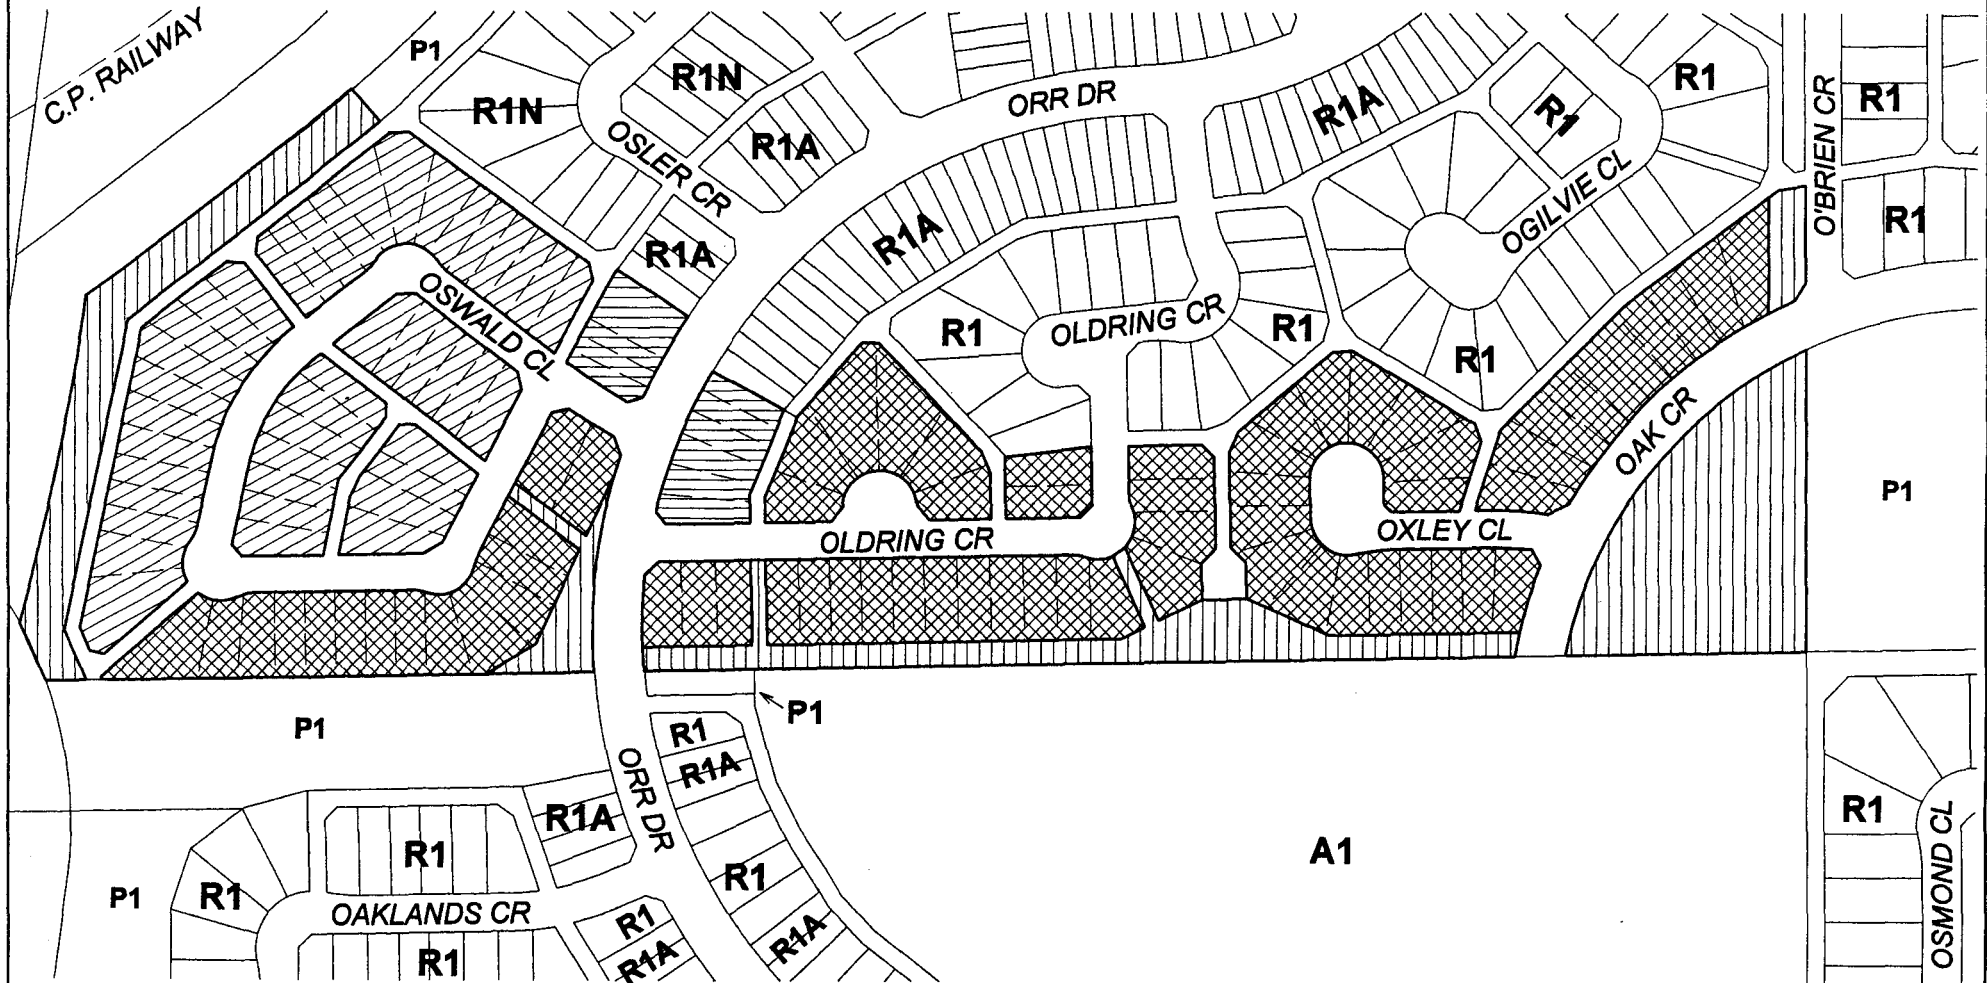 C.P. RAILWAY
P1
R1N
R1N
R1A
OSLER CR
R1A
ORR DR
R1A
R1A
R1
R1
OGILVIE CL
O'BRIEN CR
R1
R1
OSWALD CL
R1
OLDRING CR
R1
R1
OAK CR
P1
OLDRING CR
OXLEY CL
P1
P1
R1
R1A
ORR DR
R1A
R1
R1
P1
R1
OAKLANDS CR
R1
R1
R1A
R1A
A1
R1
OSMOND CL